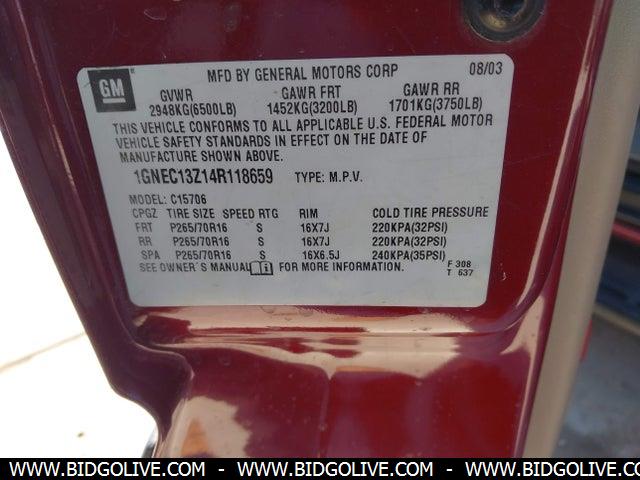 GM
MFD BY GENERAL MOTORS CORP 08/03
GVWR GAWR FRT GAWR RR
2948KG(6500LB) 1452KG(3200LB) 1701KG(3750LB)
THIS VEHICLE CONFORMS TO ALL APPLICABLE U.S. FEDERAL MOTOR
VEHICLE SAFETY STANDARDS IN EFFECT ON THE DATE OF
MANUFACTURE SHOWN ABOVE.
1GNEC13Z14R118659 TYPE: M.P.V.
MODEL: C15706
CPGZ TIRE SIZE SPEED RTG RIM COLD TIRE PRESSURE
FRT P265/70R16 S 16X7J 220KPA(32PSI)
RR P265/70R16 S 16X7J 220KPA(32PSI)
SPA P265/70R16 S 16X6.5J 240KPA(35PSI)
SEE OWNER'S MANUAL FOR MORE INFORMATION. F 308
T 637
WWW.BIDGOLIVE.COM - WWW.BIDGOLIVE.COM - WWW.BIDGOLIVE.COM - WWW.BIDGOLIVE.COM